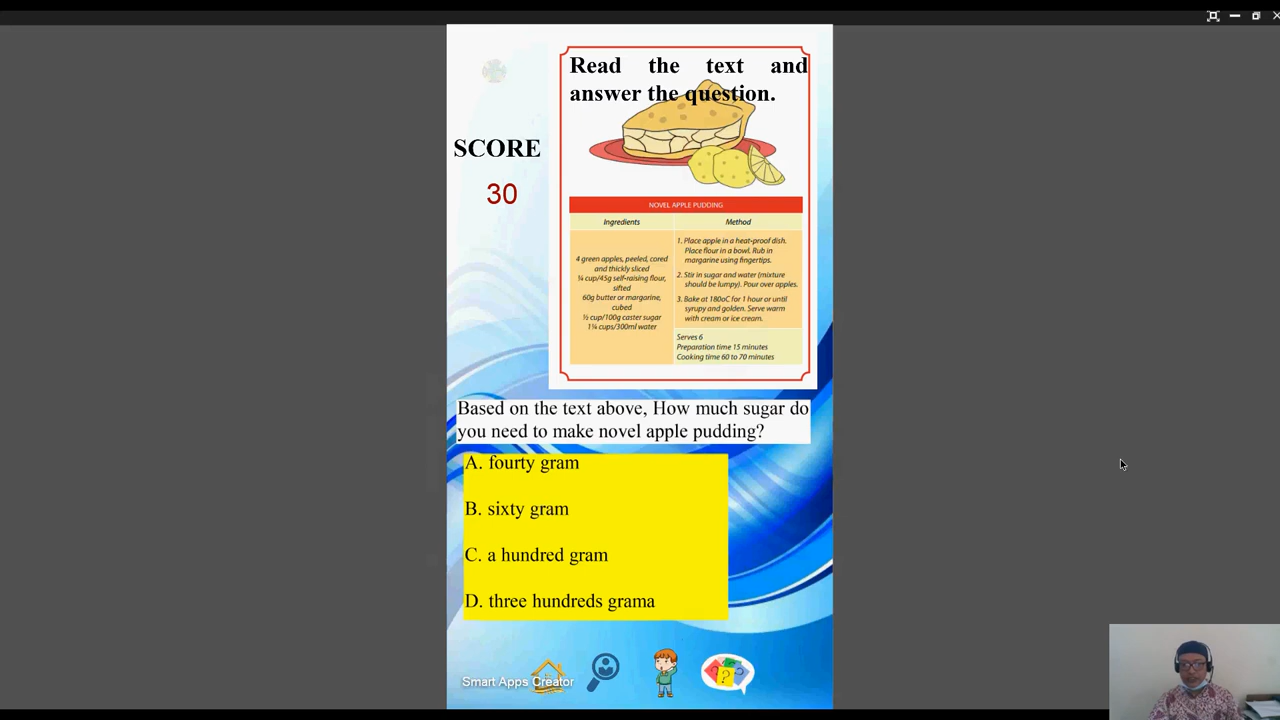 Read the text and
answer the question.
SCORE
30
NOVEL APPLE PUDDING
Ingredients
Method
4 green apples, peeled, cored
and thickly sliced
¼ cup/45g self-raising flour,
sifted
60g butter or margarine,
cubed
½ cup/100g caster sugar
1¼ cups/300ml water
1. Place apple in a heat-proof dish.
Place flour in a bowl. Rub in
margarine using fingertips.
2. Stir in sugar and water (mixture
should be lumpy). Pour over apples.
3. Bake at 180oC for 1 hour or until
syrupy and golden. Serve warm
with cream or ice cream.
Serves 6
Preparation time 15 minutes
Cooking time 60 to 70 minutes
Based on the text above, How much sugar do
you need to make novel apple pudding?
A. fourty gram
B. sixty gram
C. a hundred gram
D. three hundreds grama
Smart Apps Creator